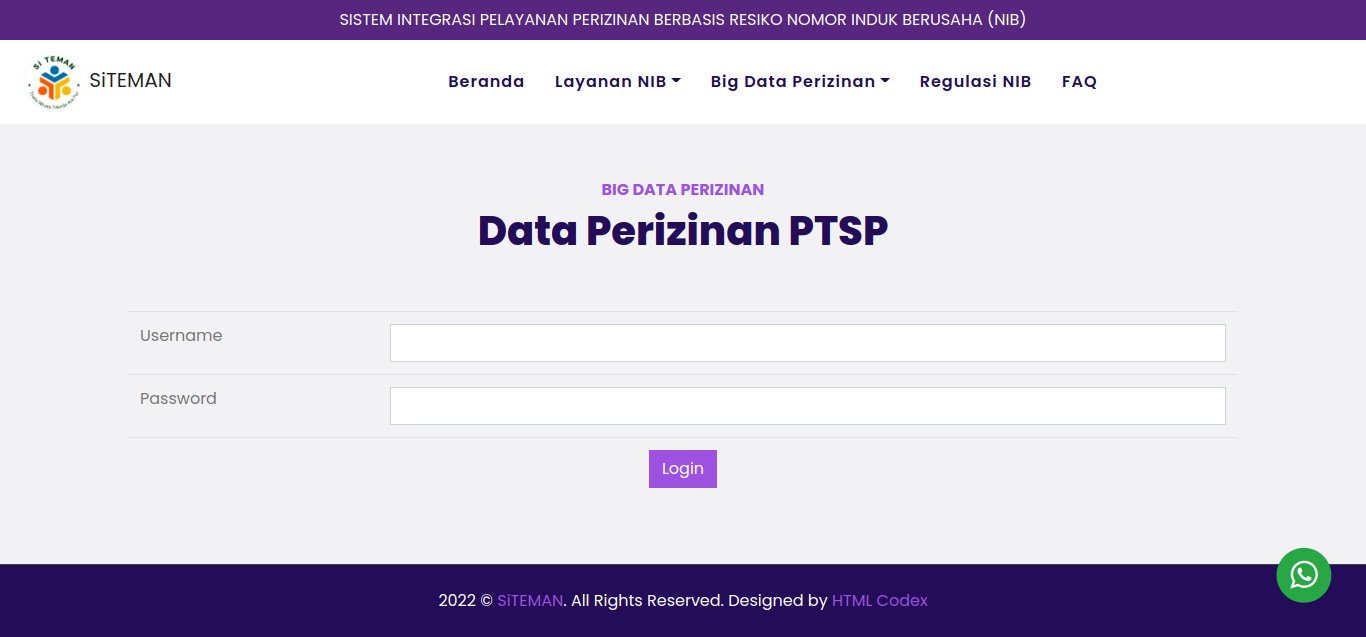 SISTEM INTEGRASI PELAYANAN PERIZINAN BERBASIS RESIKO NOMOR INDUK BERUSAHA (NIB)
SI TEMAN
SiTEMAN
Beranda
Layanan NIB
Big Data Perizinan
Regulasi NIB
FAQ
BIG DATA PERIZINAN
Data Perizinan PTSP
Username
Password
Login
2022 © SiTEMAN. All Rights Reserved. Designed by HTML Codex